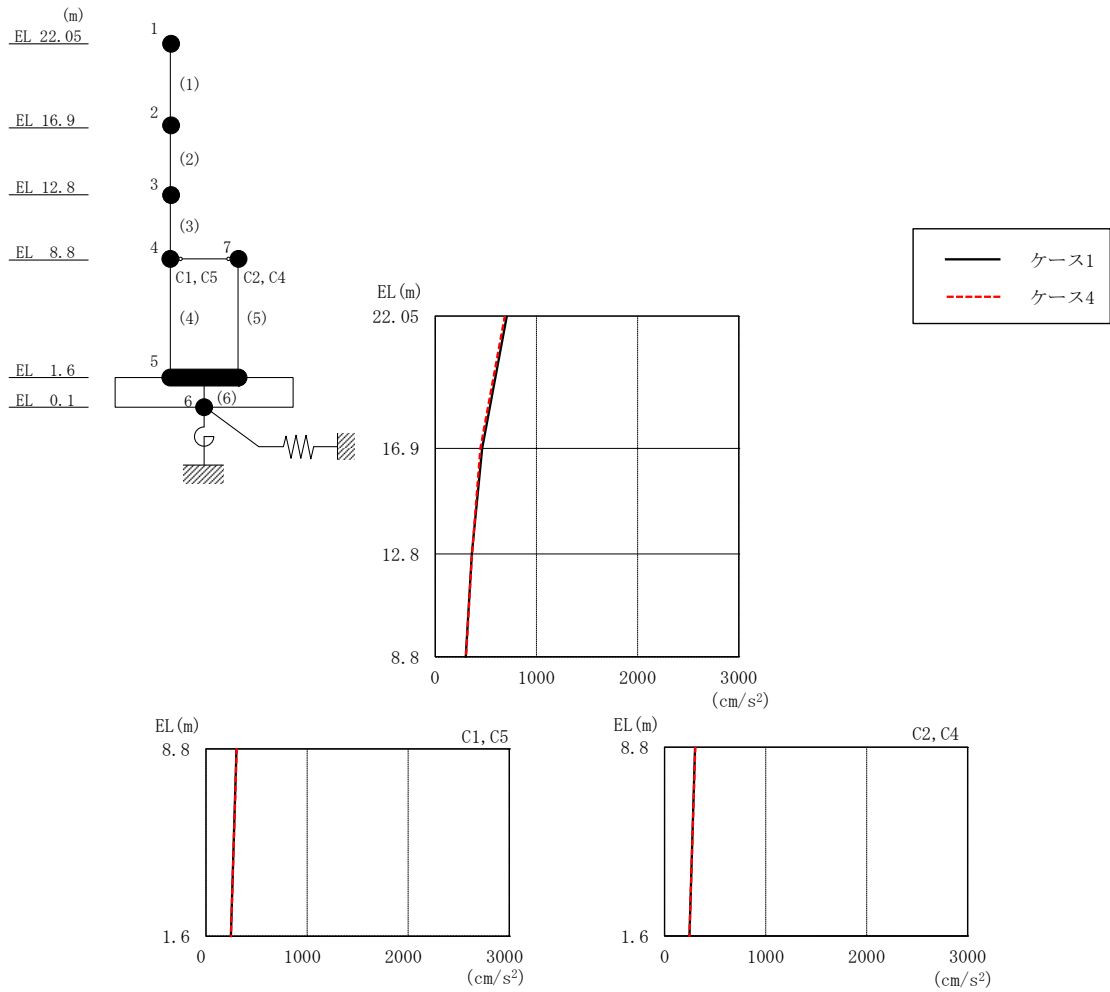 (m)
EL 22.05
EL 16.9
EL 12.8
EL 8.8
EL 1.6
EL 0.1
1
(1)
2
(2)
3
(3)
4
7
C1,C5
C2,C4
(4)
(5)
5
6
(6)
ケース1
ケース4
EL(m)
22.05
16.9
12.8
8.8
0
1000
2000
3000
(cm/s²)
EL(m)
C1,C5
8.8
1.6
0
1000
2000
3000
(cm/s²)
EL(m)
C2,C4
8.8
1.6
0
1000
2000
3000
(cm/s²)